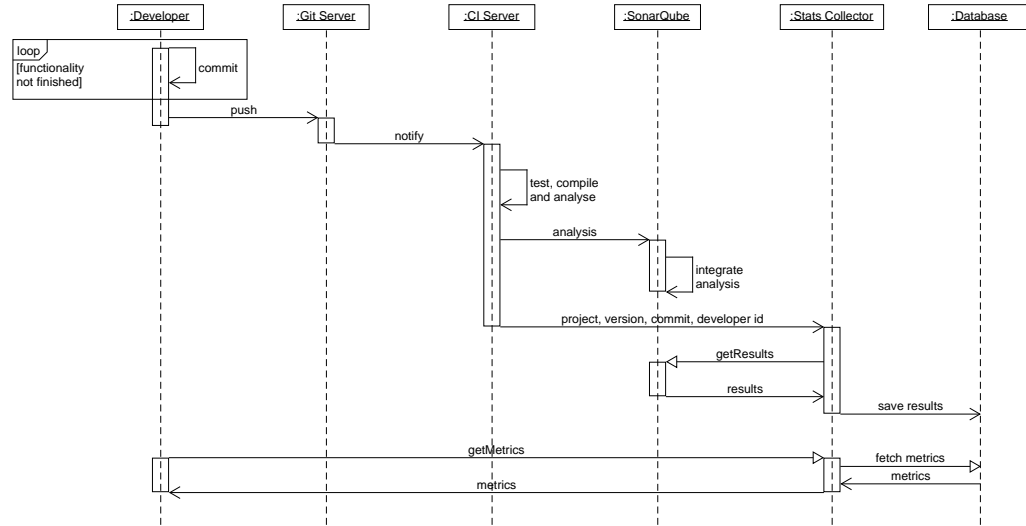 :Developer
:Git Server
:CI Server
:SonarQube
:Stats Collector
:Database
loop
[functionality
not finished]
commit
push
notify
test, compile
and analyse
analysis
integrate
analysis
project, version, commit, developer id
getResults
results
save results
getMetrics
fetch metrics
metrics
metrics